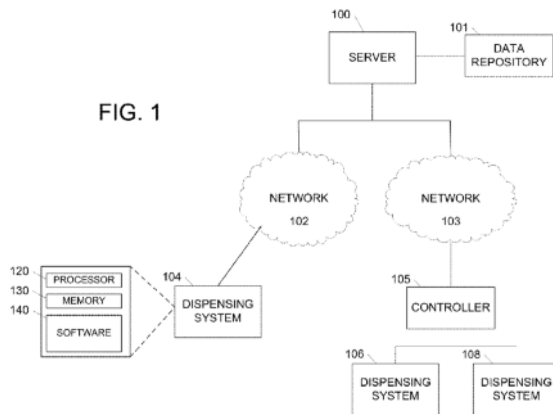 100
101
SERVER
DATA
REPOSITORY
FIG. 1
NETWORK
102
NETWORK
103
104
120
PROCESSOR
130
MEMORY
140
SOFTWARE
DISPENSING
SYSTEM
105
CONTROLLER
106
108
DISPENSING
SYSTEM
DISPENSING
SYSTEM